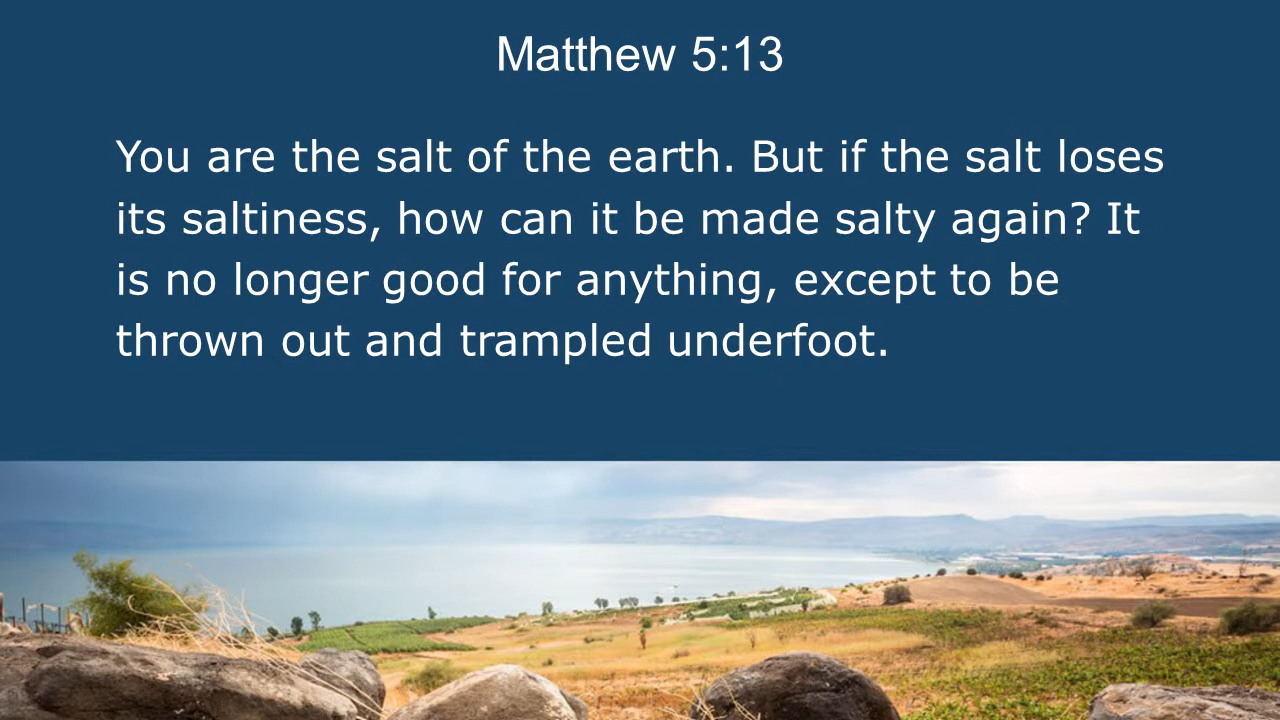 Matthew 5:13
You are the salt of the earth. But if the salt loses
its saltiness, how can it be made salty again? It
is no longer good for anything, except to be
thrown out and trampled underfoot.